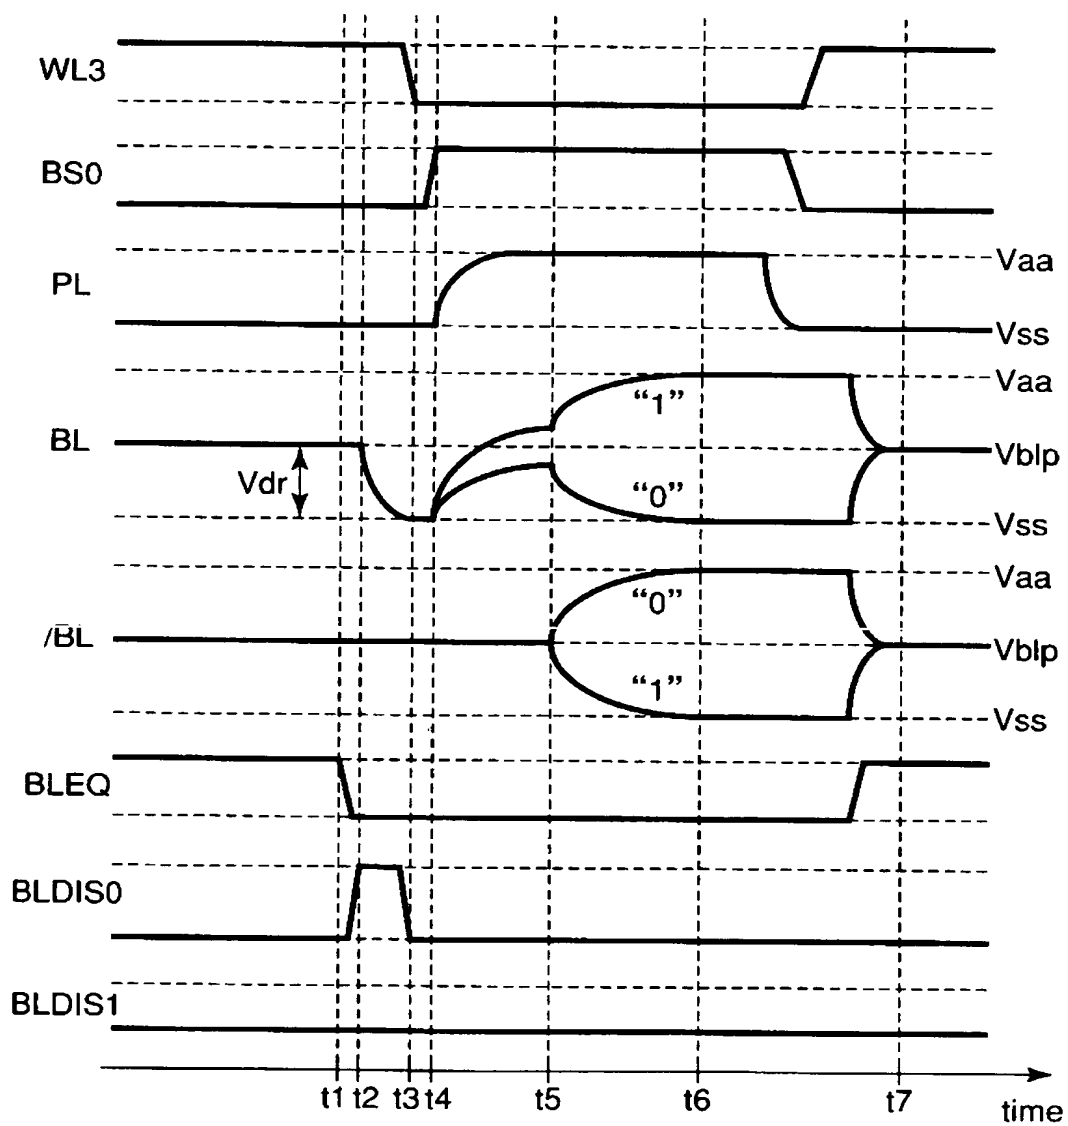 WL3
BS0
PL
Vaa
Vss
BL
Vdr
"1"
"0"
Vaa
Vblp
Vss
/BL
"0"
"1"
Vaa
Vblp
Vss
BLEQ
BLDIS0
BLDIS1
t1 t2 t3 t4 t5 t6 t7
time